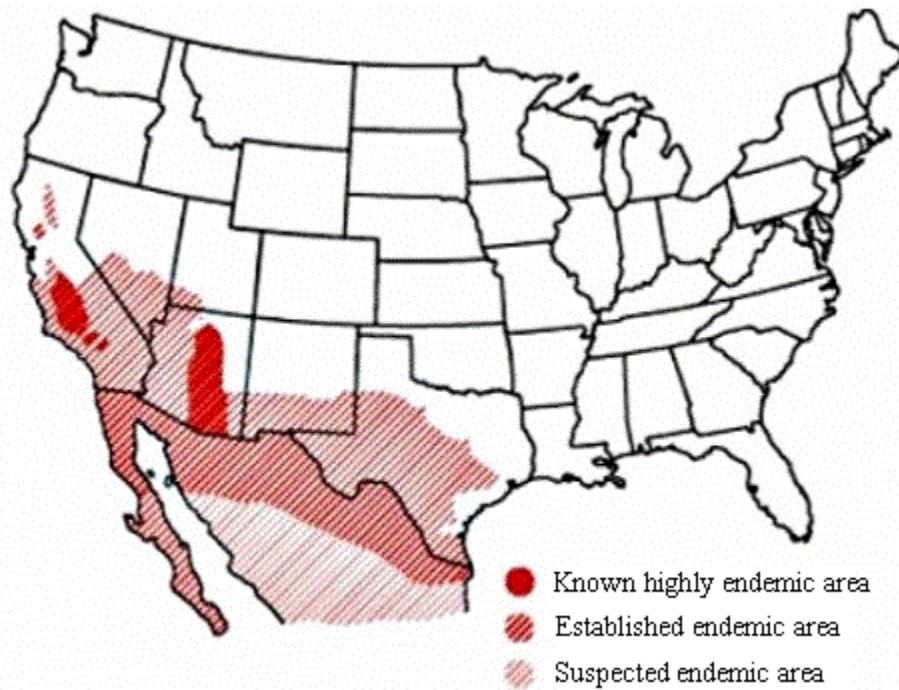 Known highly endemic area
Established endemic area
Suspected endemic area